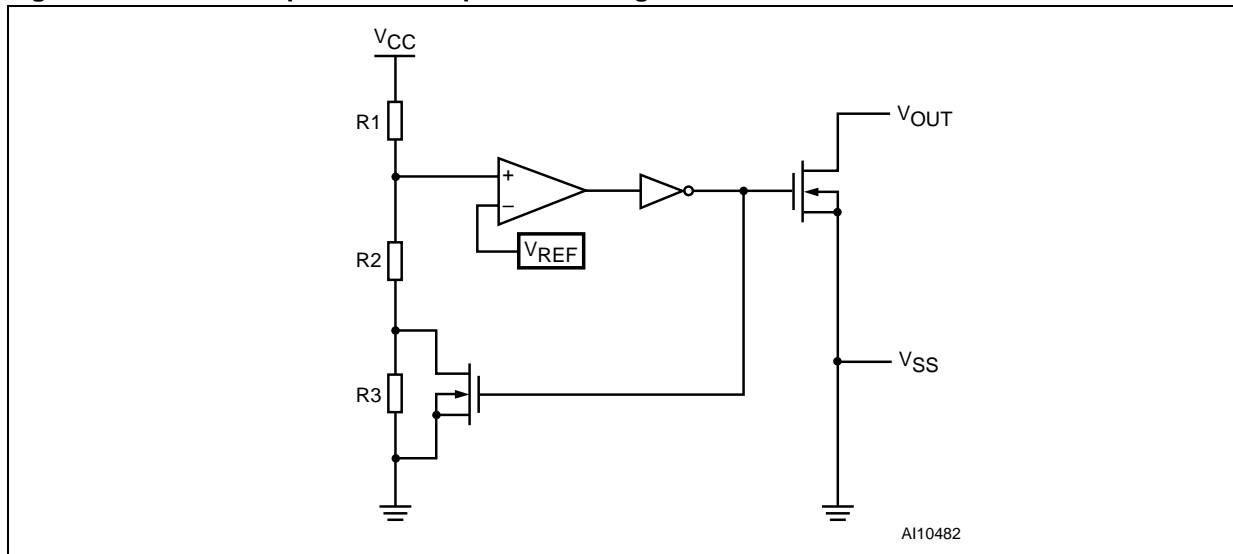 VCC
R1
+
VOUT
–
VREF
R2
VSS
R3
AI10482